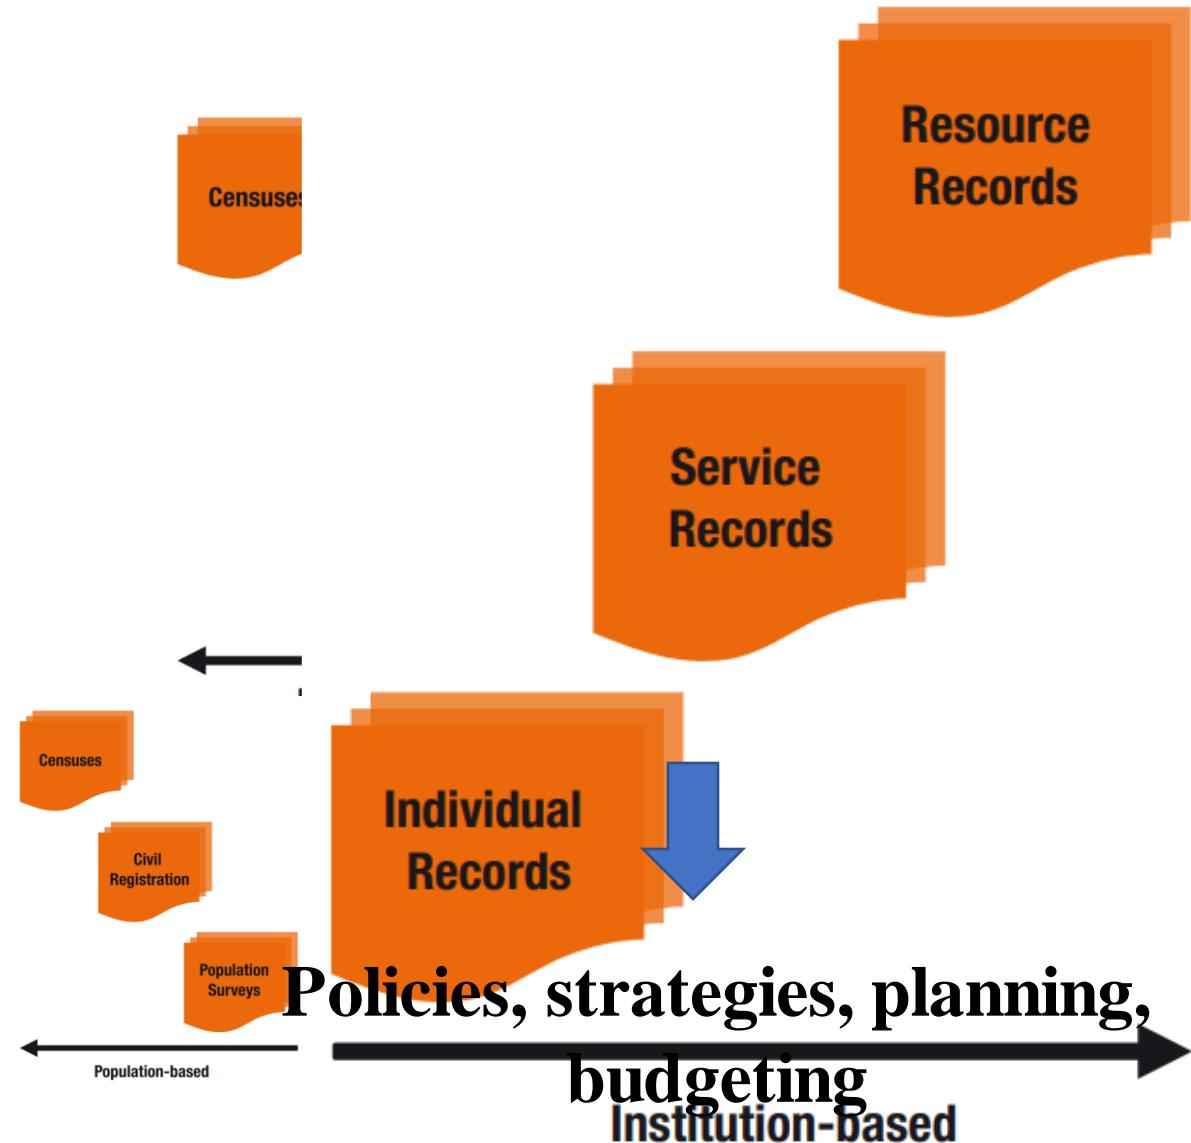 Resource
Records
Censuses
Service
Records
Censuses
Individual
Records
Civil
Registration
Population
Surveys
Policies, strategies, planning,
budgeting
Population-based
Institution-based